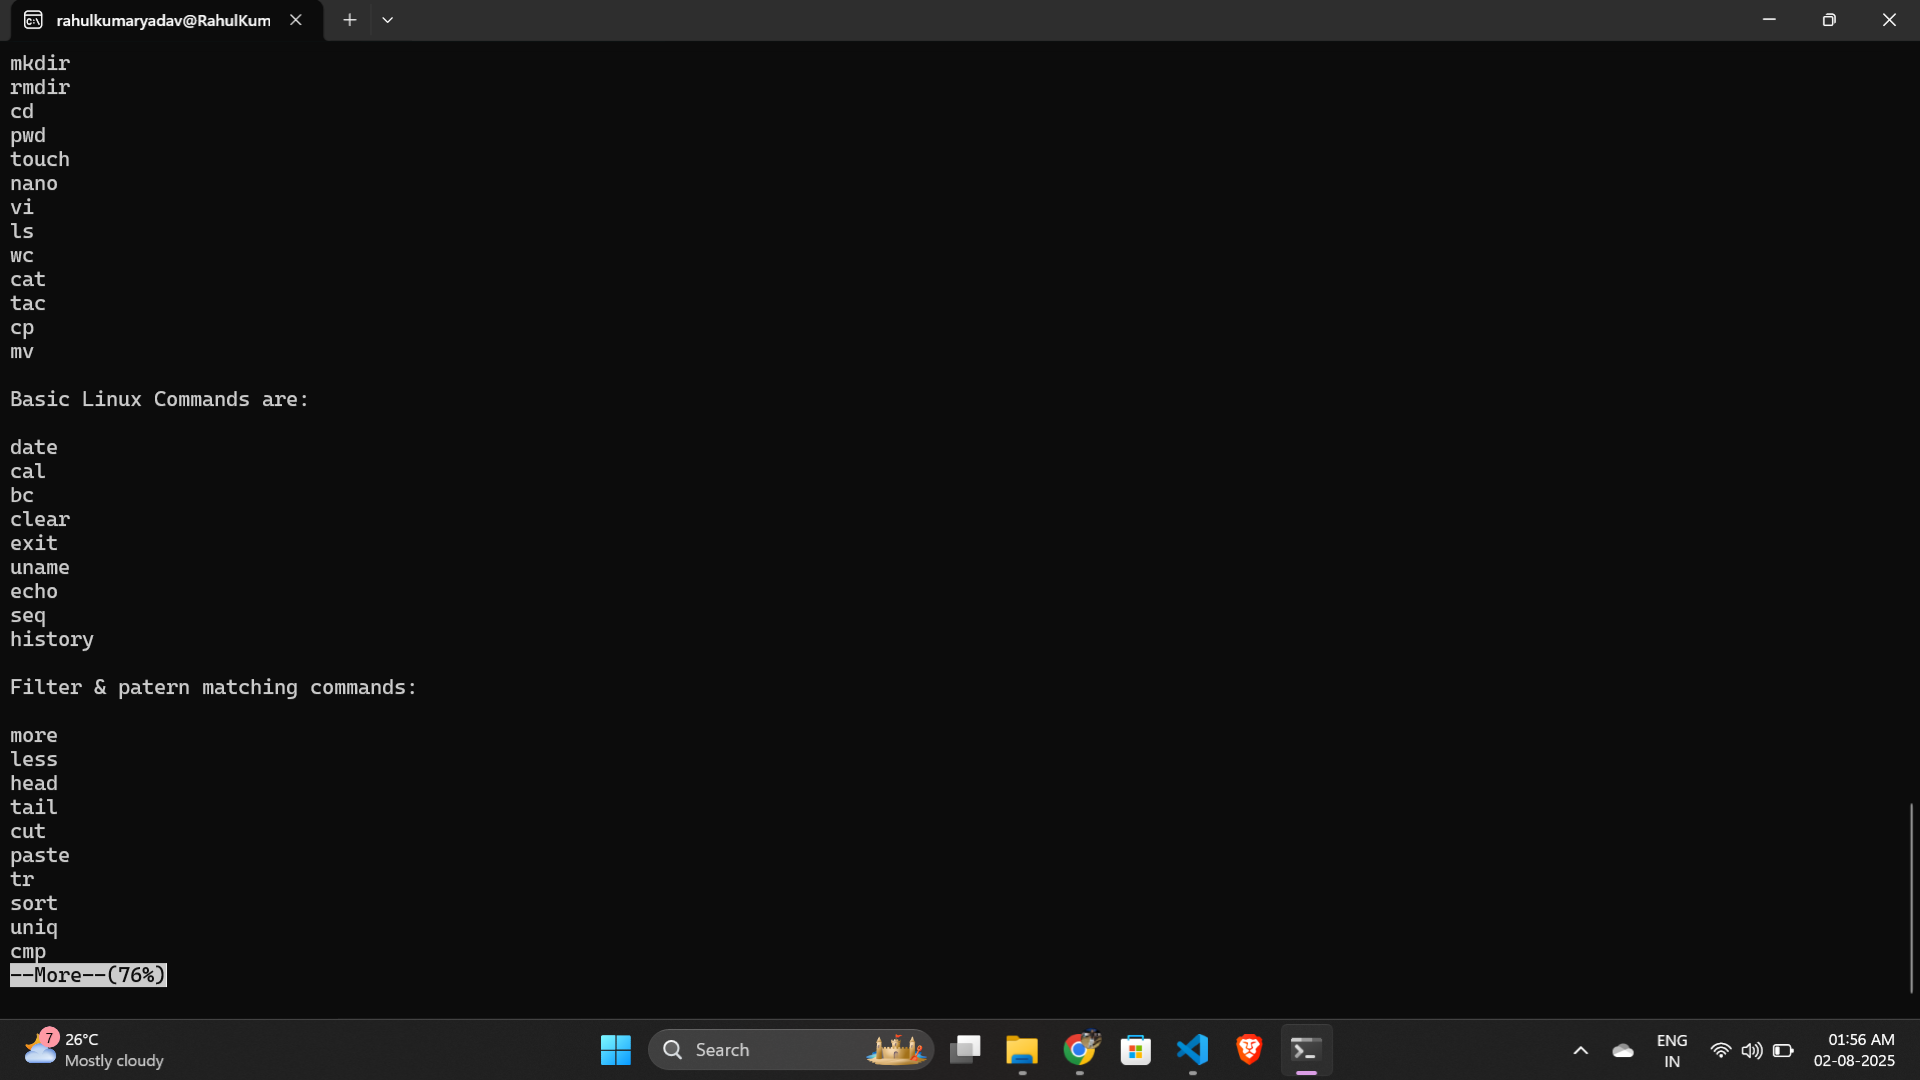 rahulkumaryadav@RahulKum
mkdir
rmdir
cd
pwd
touch
nano
vi
ls
wc
cat
tac
cp
mv
Basic Linux Commands are:
date
cal
bc
clear
exit
uname
echo
seq
history
Filter & patern matching commands:
more
less
head
tail
cut
paste
tr
sort
uniq
cmp
--More--(76%)
7
26°C
Mostly cloudy
Search
ENG
IN
01:56 AM
02-08-2025